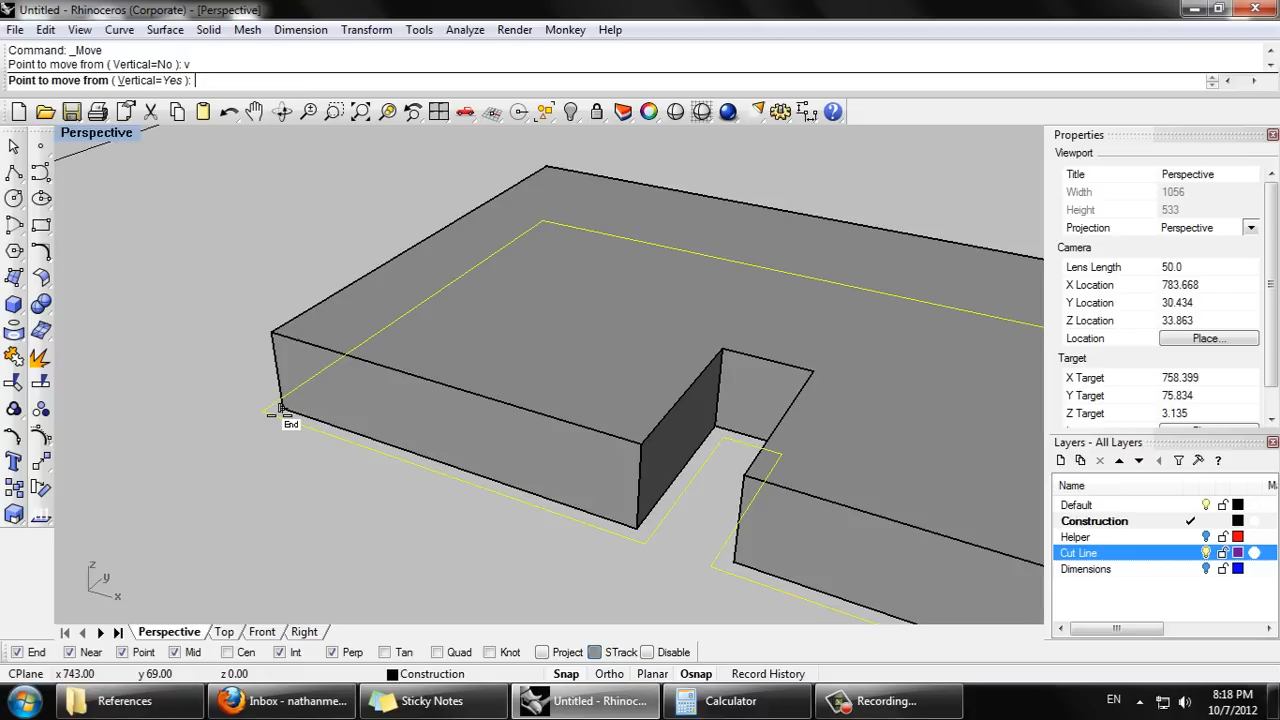 Untitled - Rhinoceros (Corporate) - [Perspective]
File Edit View Curve Surface Solid Mesh Dimension Transform Tools Analyze Render Monkey Help
Command: _Move
Point to move from ( Vertical=No ): v
Point to move from ( Vertical=Yes ):
Perspective
End
z
y
x
Properties
Viewport
Title Perspective
Width 1056
Height 533
Projection Perspective
Camera
Lens Length 50.0
X Location 783.668
Y Location 30.434
Z Location 33.863
Location Place...
Target
X Target 758.399
Y Target 75.834
Z Target 3.135
Layers - All Layers
Name M
Default
Construction
Helper
Cut Line
Dimensions
Perspective Top Front Right
End Near Point Mid Cen Int Perp Tan Quad Knot Project STrack Disable
CPlane x 743.00 y 69.00 z 0.00 Construction Snap Ortho Planar Osnap Record History
References Inbox - nathanme... Sticky Notes Untitled - Rhinoc... Calculator Recording... EN 8:18 PM
10/7/2012